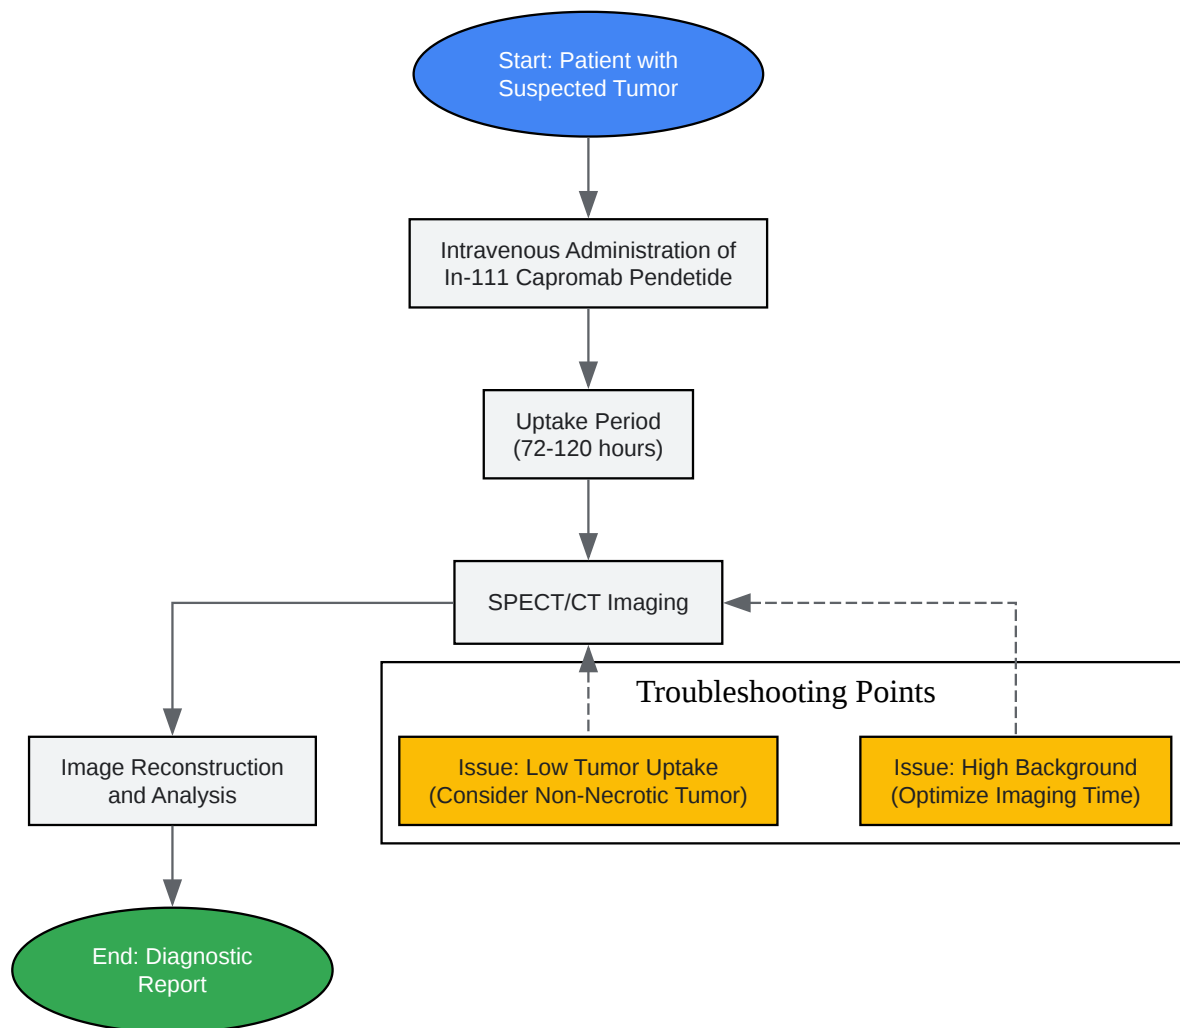 Start: Patient with
Suspected Tumor
Intravenous Administration of
In-111 Capromab Pendetide
Uptake Period
(72-120 hours)
SPECT/CT Imaging
Troubleshooting Points
Image Reconstruction
and Analysis
Issue: Low Tumor Uptake
(Consider Non-Necrotic Tumor)
Issue: High Background
(Optimize Imaging Time)
End: Diagnostic
Report